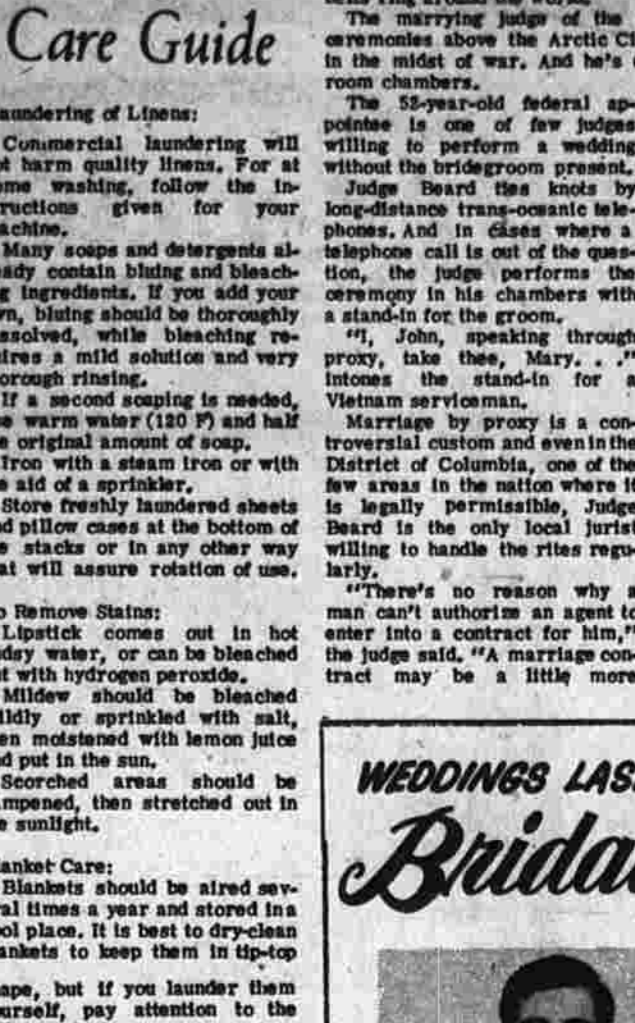 Care Guide
aundering of Linens:
Commercial laundering will
ot harm quality linens. For at
ome washing, follow the in-
tructions given for your
achine.
Many soaps and detergents al-
eady contain bluing and bleach-
g ingredients. If you add your
wn, bluing should be thoroughly
issolved, while bleaching re-
ires a mild solution and very
orough rinsing.
If a second soaping is needed,
se warm water (120 F) and half
e original amount of soap.
Iron with a steam iron or with
e aid of a sprinkler.
Store freshly laundered sheets
nd pillow cases at the bottom of
e stacks or in any other way
at will assure rotation of use.
o Remove Stains:
Lipstick comes out in hot
udsy water, or can be bleached
ut with hydrogen peroxide.
Mildew should be bleached
ildly or sprinkled with salt,
en moistened with lemon juice
nd put in the sun.
Scorched areas should be
ampened, then stretched out in
e sunlight.
anket Care:
Blankets should be aired sev-
ral times a year and stored in a
ool place. It is best to dry-clean
ankets to keep them in tip-top
ape, but if you launder them
urself, pay attention to the
The marrying judge of the
ceremonies above the Arctic Ci
in the midst of war. And he's
room chambers.
The 52-year-old federal ap-
pointee is one of few judges
willing to perform a wedding
without the bridegroom present.
Judge Beard ties knots by
long-distance trans-oceanic tele-
phones. And in cases where a
telephone call is out of the ques-
tion, the judge performs the
ceremony in his chambers with
a stand-in for the groom.
"I, John, speaking through
proxy, take thee, Mary. . ."
intones the stand-in for a
Vietnam serviceman.
Marriage by proxy is a con-
troversial custom and even in the
District of Columbia, one of the
few areas in the nation where it
is legally permissible, Judge
Beard is the only local jurist
willing to handle the rites regu-
larly.
"There's no reason why a
man can't authorize an agent to
enter into a contract for him,"
the judge said. "A marriage con-
tract may be a little more
WEDDINGS LAS
Brida